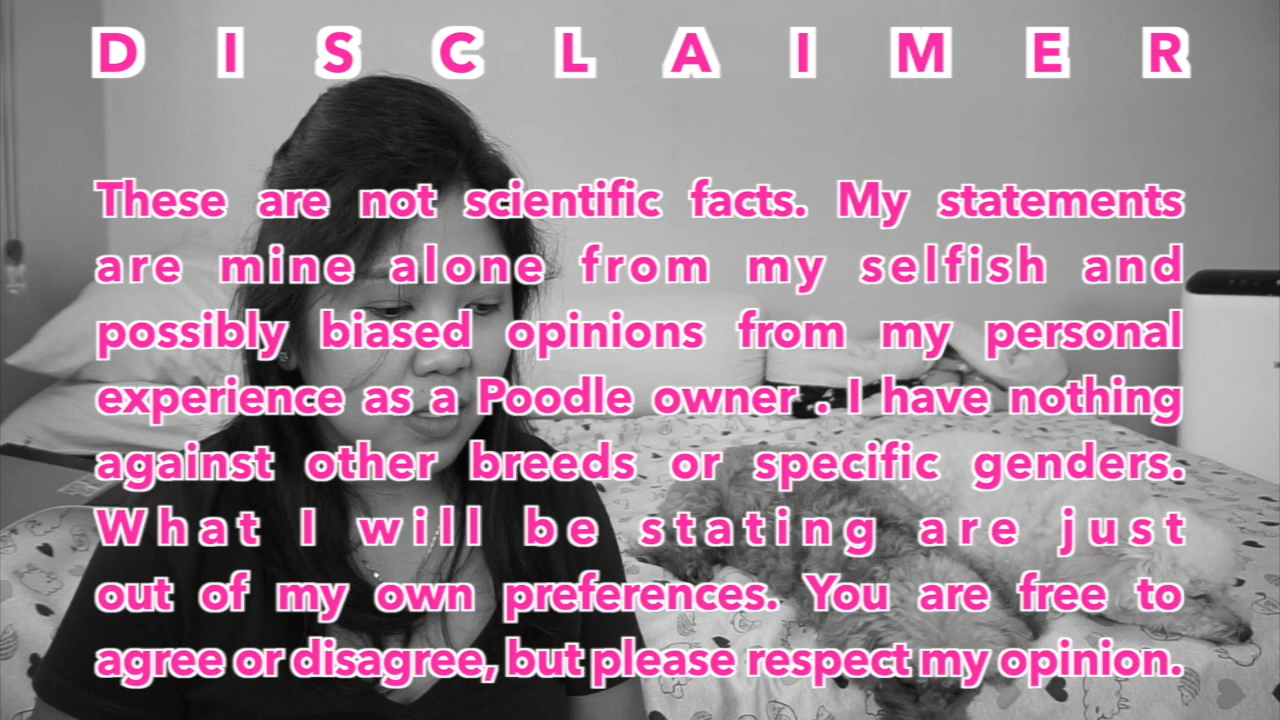 DISCLAIMER
These are not scientific facts. My statements
are mine alone from my selfish and
possibly biased opinions from my personal
experience as a Poodle owner . I have nothing
against other breeds or specific genders.
What I will be stating are just
out of my own preferences. You are free to
agree or disagree, but please respect my opinion.